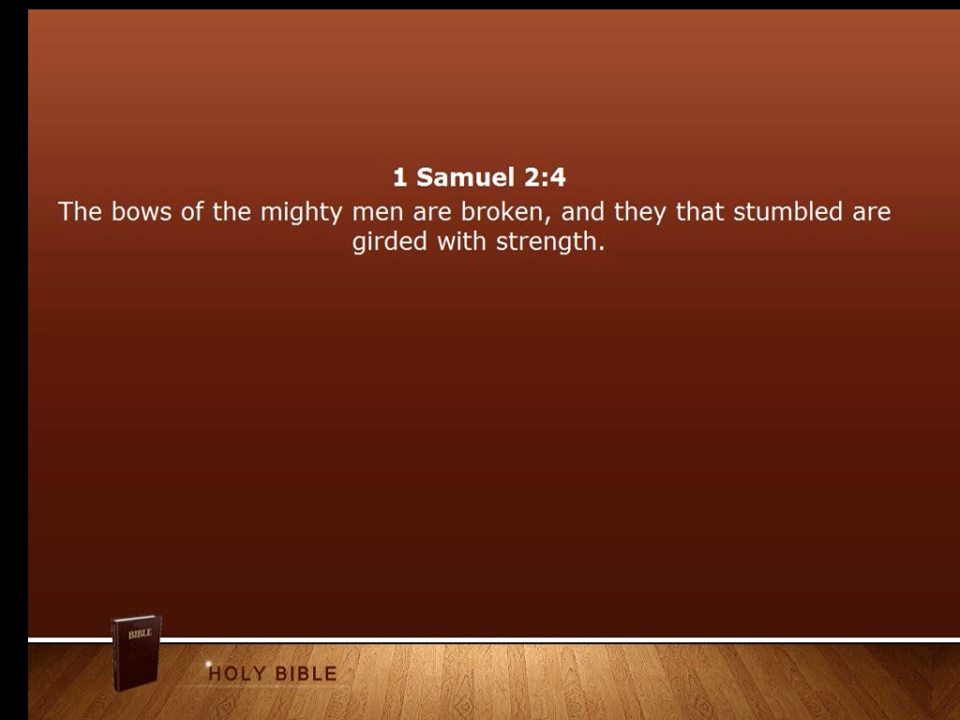 1 Samuel 2:4
The bows of the mighty men are broken, and they that stumbled are
girded with strength.
BIBLE
HOLY BIBLE